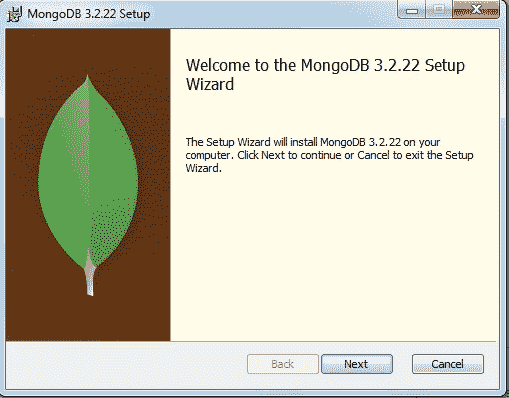 MongoDB 3.2.22 Setup
Welcome to the MongoDB 3.2.22 Setup
Wizard
The Setup Wizard will install MongoDB 3.2.22 on your
computer. Click Next to continue or Cancel to exit the Setup
Wizard.
Back Next Cancel